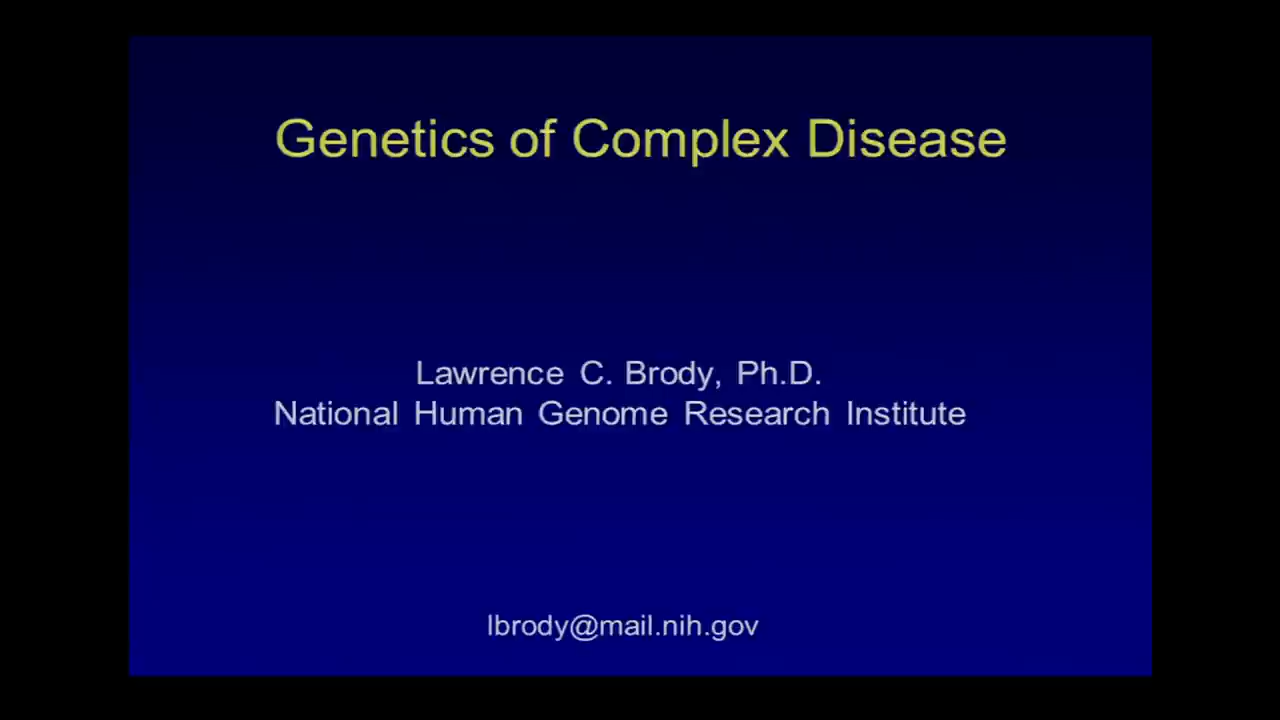 Genetics of Complex Disease
Lawrence C. Brody, Ph.D.
National Human Genome Research Institute
lbrody@mail.nih.gov